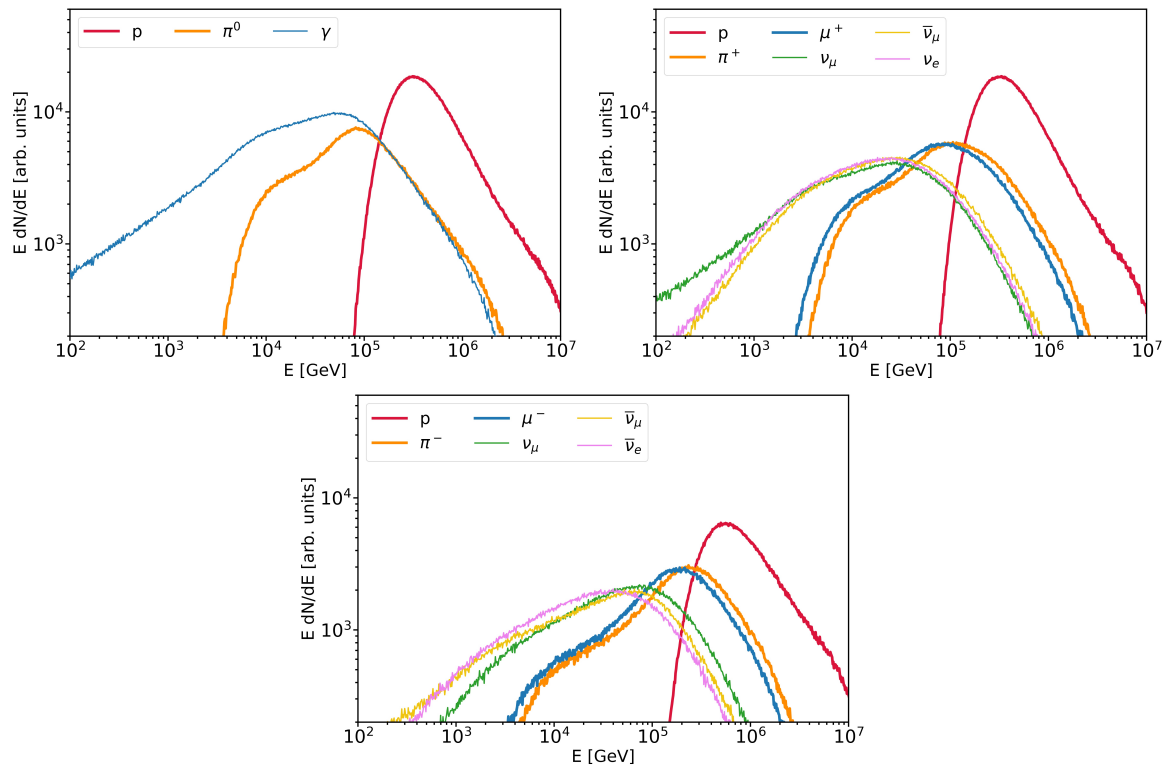 p π⁰ γ
E dN/dE [arb. units]
10⁴
10³
10² 10³ 10⁴ 10⁵ 10⁶ 10⁷
E [GeV]
p μ⁺ ν̄_μ
π⁺ ν_μ ν_e
E dN/dE [arb. units]
10⁴
10³
10² 10³ 10⁴ 10⁵ 10⁶ 10⁷
E [GeV]
p μ⁻ ν̄_μ
π⁻ ν_μ ν̄_e
E dN/dE [arb. units]
10⁴
10³
10² 10³ 10⁴ 10⁵ 10⁶ 10⁷
E [GeV]